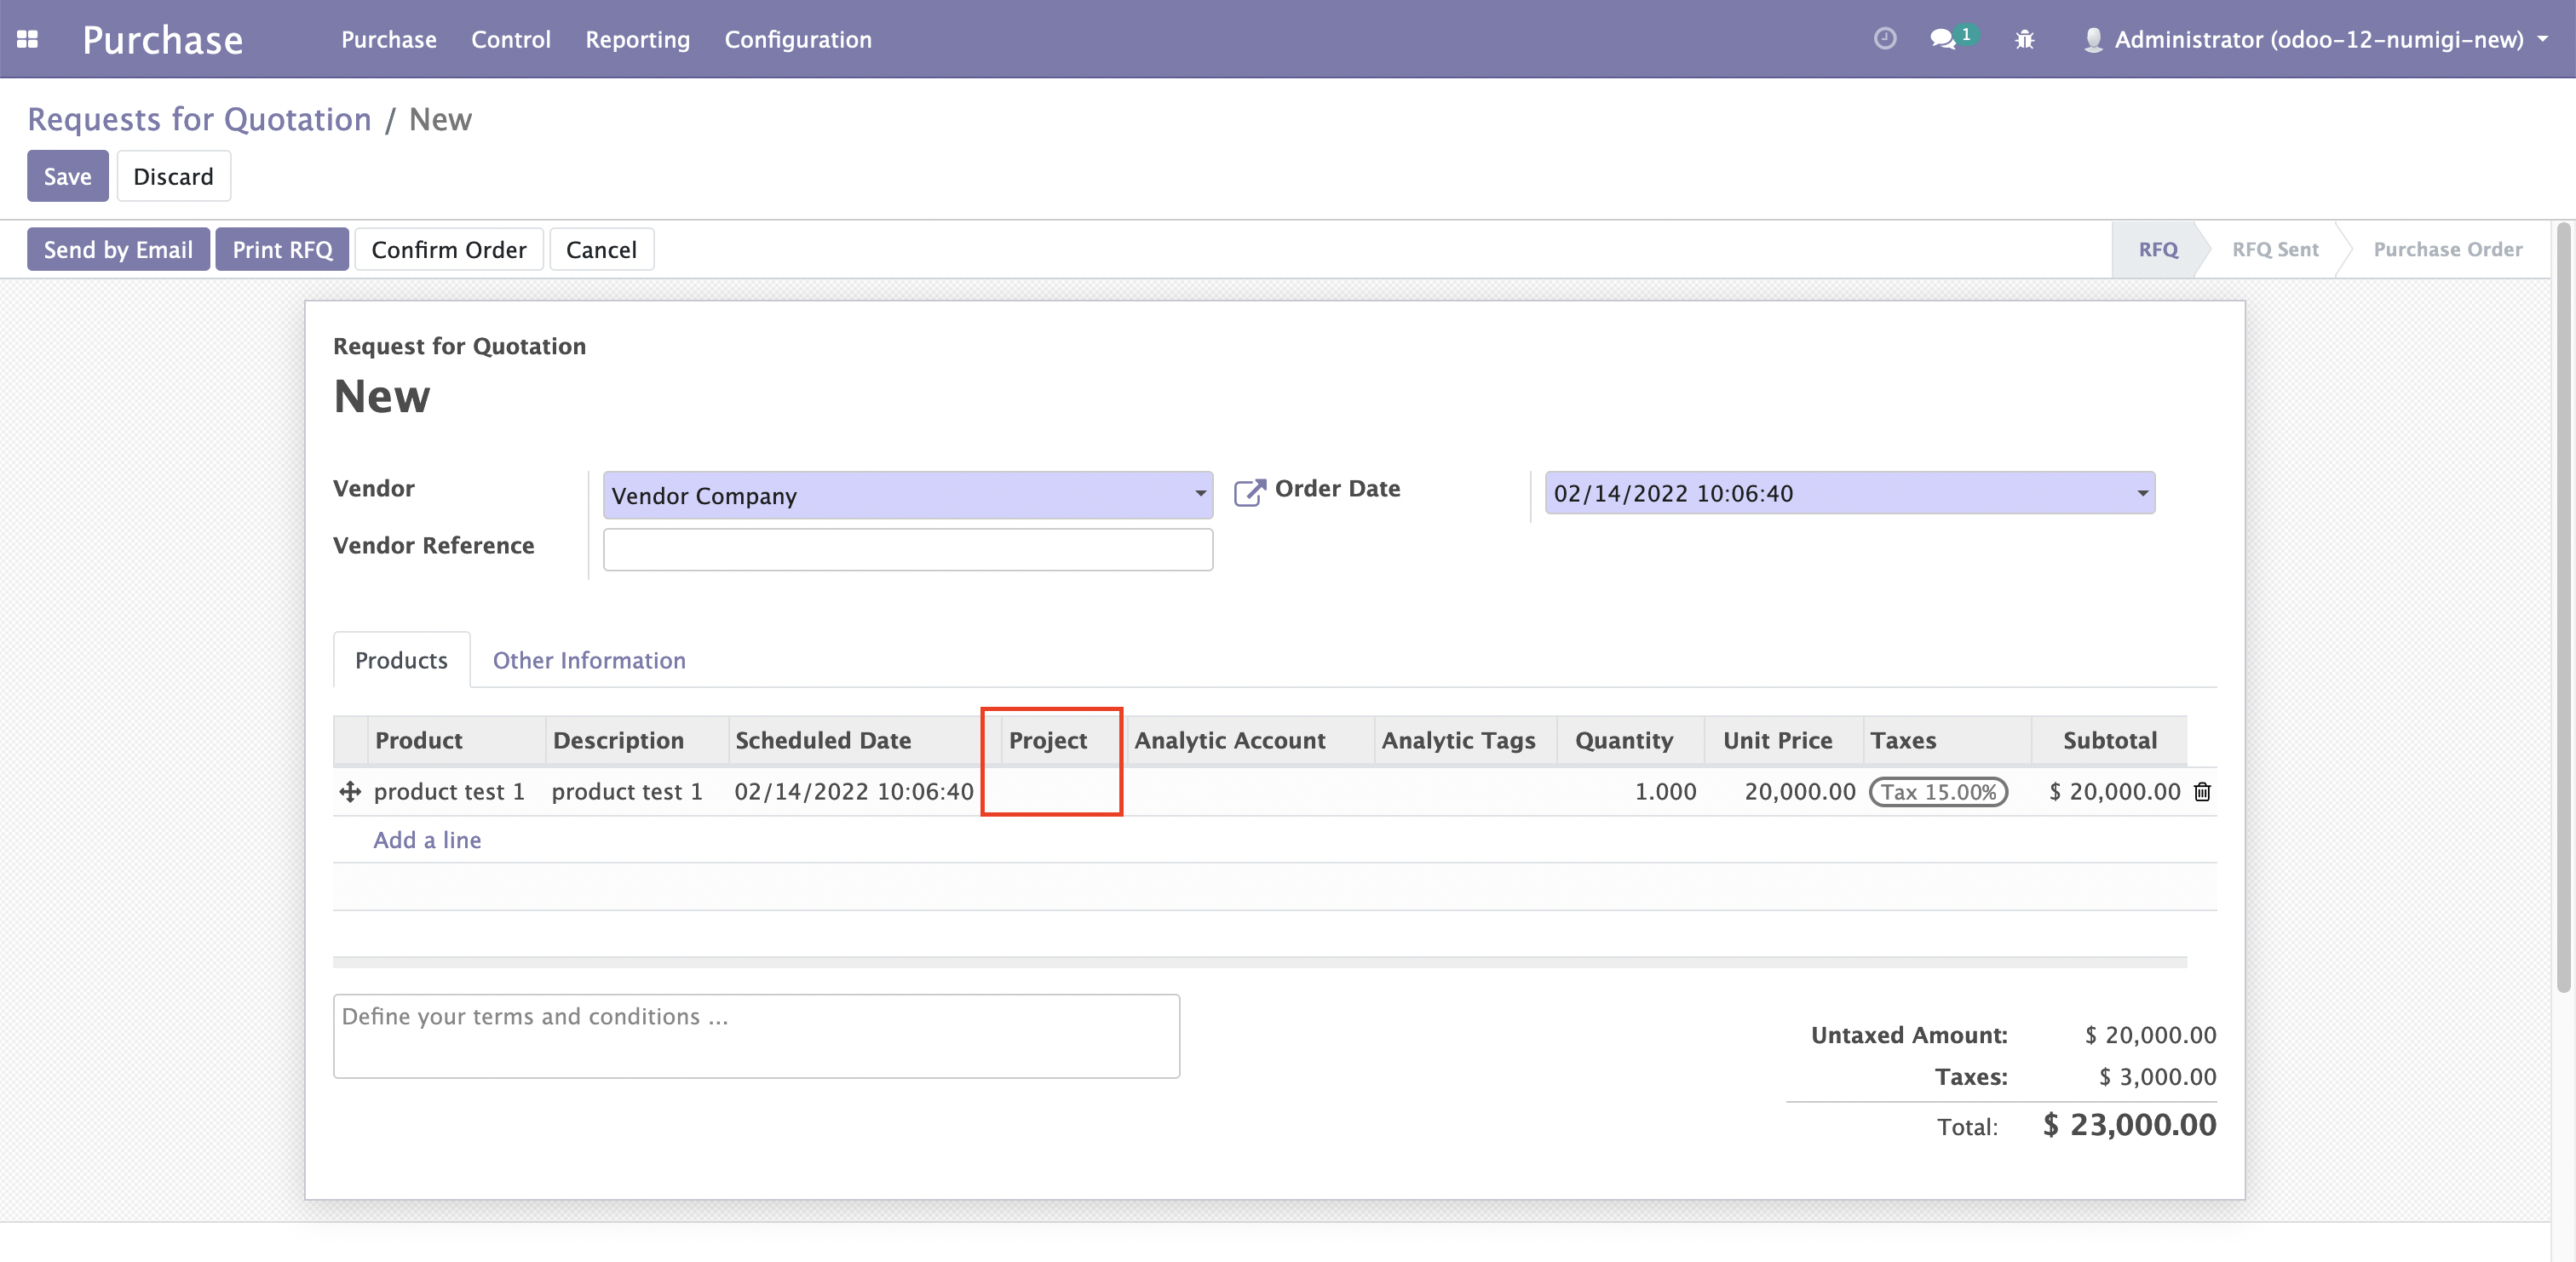 Purchase Purchase Control Reporting Configuration 1 Administrator (odoo-12-numigi-new)
Requests for Quotation / New
Save Discard
Send by Email Print RFQ Confirm Order Cancel RFQ RFQ Sent Purchase Order
Request for Quotation
New
Vendor Vendor Company Order Date 02/14/2022 10:06:40
Vendor Reference
Products Other Information
Product Description Scheduled Date Project Analytic Account Analytic Tags Quantity Unit Price Taxes Subtotal
product test 1 product test 1 02/14/2022 10:06:40 1.000 20,000.00 Tax 15.00% $ 20,000.00
Add a line
Define your terms and conditions ...
Untaxed Amount: $ 20,000.00
Taxes: $ 3,000.00
Total: $ 23,000.00